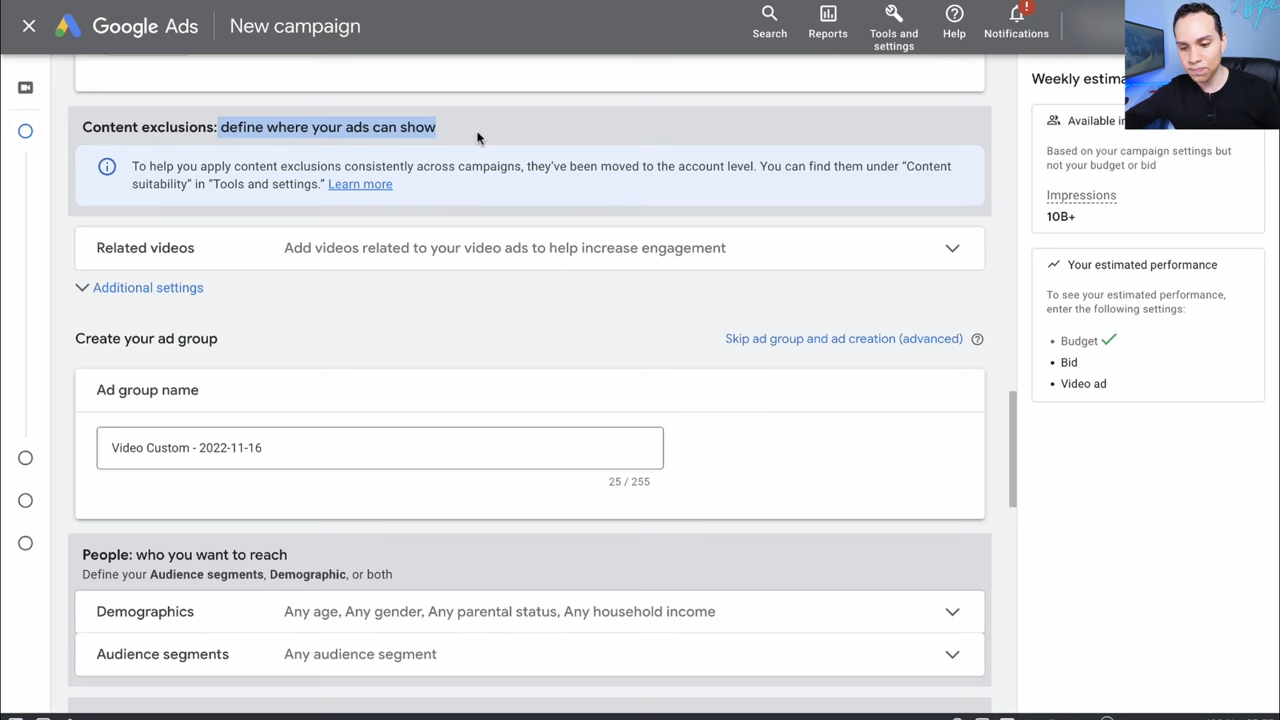 Google Ads
New campaign
Search
Reports
Tools and
settings
Help
Notifications
!
Content exclusions: define where your ads can show
To help you apply content exclusions consistently across campaigns, they've been moved to the account level. You can find them under "Content
suitability" in "Tools and settings." Learn more
Related videos
Add videos related to your video ads to help increase engagement
Additional settings
Create your ad group
Skip ad group and ad creation (advanced)
Ad group name
Video Custom - 2022-11-16
25 / 255
People: who you want to reach
Define your Audience segments, Demographic, or both
Demographics
Any age, Any gender, Any parental status, Any household income
Audience segments
Any audience segment
Weekly
Available
Based on your campaign settings but
not your budget or bid
Impressions
10B+
Your estimated performance
To see your estimated performance,
enter the following settings:
• Budget
• Bid
• Video ad